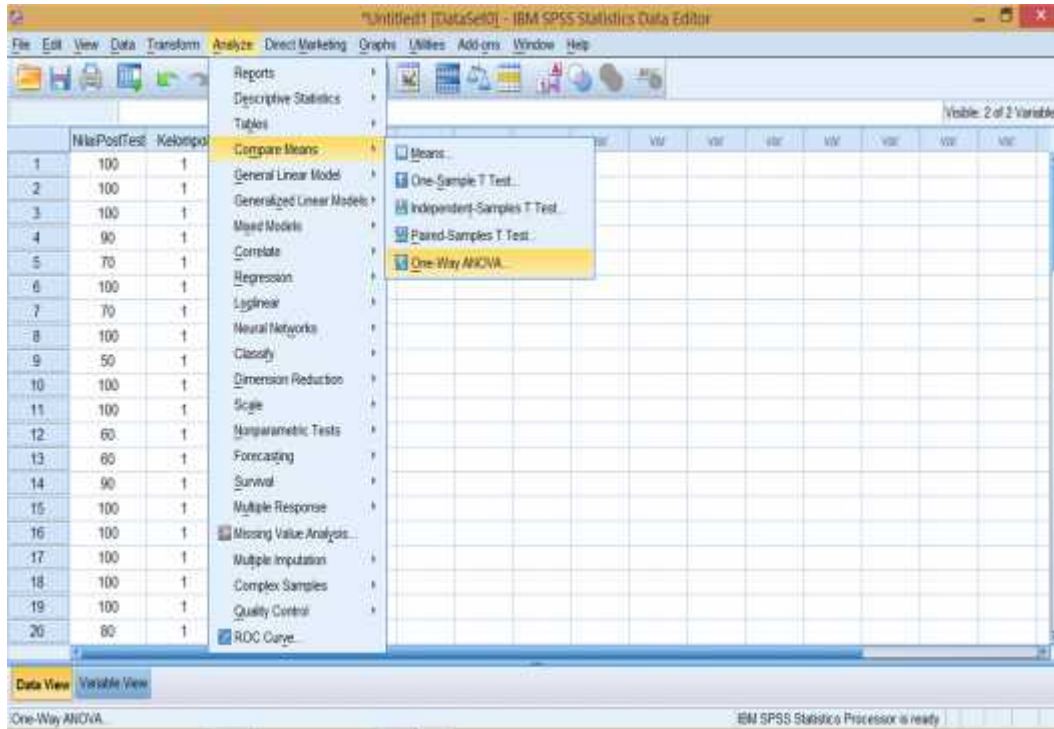 *Untitled1 [DataSet0] - IBM SPSS Statistics Data Editor
File Edit View Data Transform Analyze Direct Marketing Graphs Utilities Add-ons Window Help
Visible: 2 of 2 Variable
NilaiPostTest Kelompo var var var var var var
1 100 1
2 100 1
3 100 1
4 90 1
5 70 1
6 100 1
7 70 1
8 100 1
9 50 1
10 100 1
11 100 1
12 60 1
13 60 1
14 90 1
15 100 1
16 100 1
17 100 1
18 100 1
19 100 1
20 80 1
Reports
Descriptive Statistics
Tables
Compare Means
General Linear Model
Generalized Linear Models
Mixed Models
Correlate
Regression
Loglinear
Neural Networks
Classify
Dimension Reduction
Scale
Nonparametric Tests
Forecasting
Survival
Multiple Response
Missing Value Analysis...
Multiple Imputation
Complex Samples
Quality Control
ROC Curve...
Means...
One-Sample T Test...
Independent-Samples T Test...
Paired-Samples T Test...
One-Way ANOVA...
Data View Variable View
One-Way ANOVA...
IBM SPSS Statistics Processor is ready